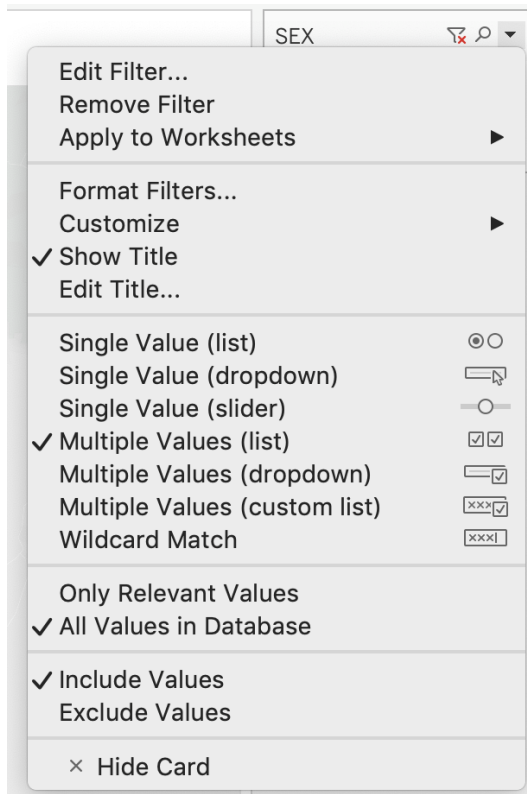 SEX
Edit Filter...
Remove Filter
Apply to Worksheets
Format Filters...
Customize
Show Title
Edit Title...
Single Value (list)
Single Value (dropdown)
Single Value (slider)
Multiple Values (list)
Multiple Values (dropdown)
Multiple Values (custom list)
Wildcard Match
Only Relevant Values
All Values in Database
Include Values
Exclude Values
Hide Card